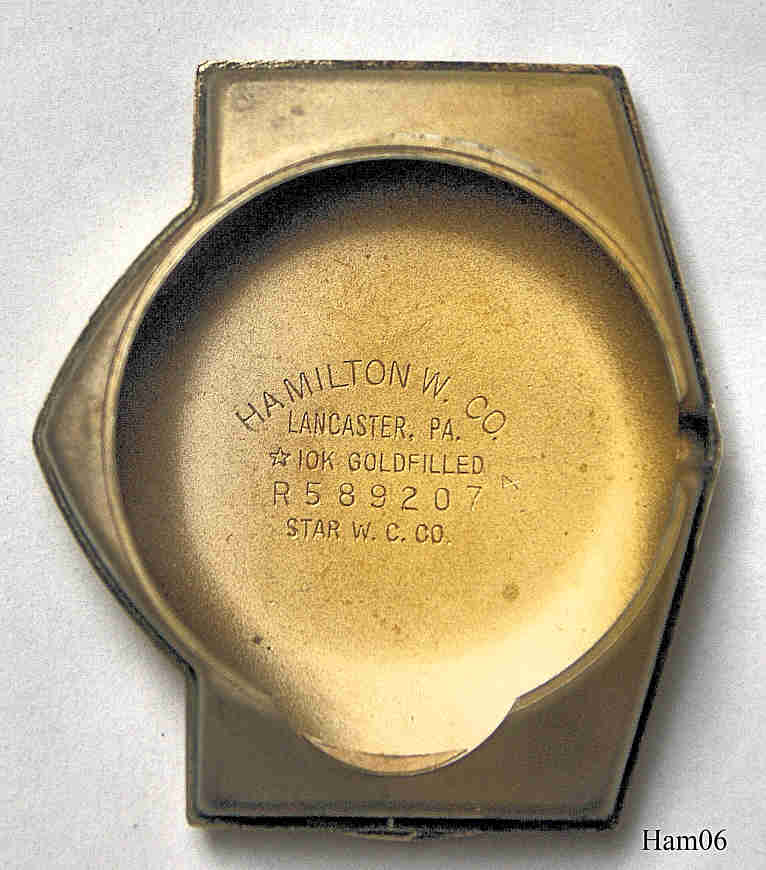 HAMILTON W. CO.
LANCASTER, PA.
☆ 10K GOLDFILLED
R589207
STAR W. C. CO.
Ham06